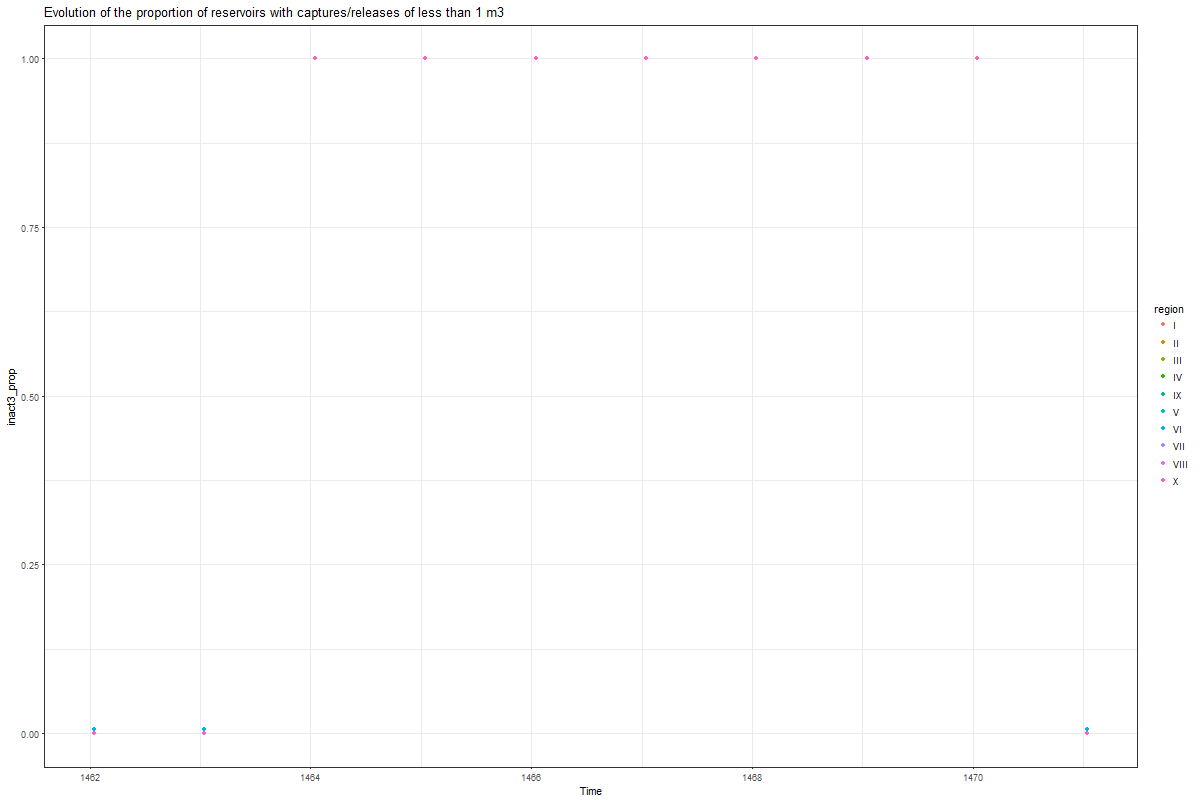 Evolution of the proportion of reservoirs with captures/releases of less than 1 m3
1.00
0.75
0.50
0.25
0.00
inact3_prop
1462
1464
1466
1468
1470
Time
region
I
II
III
IV
IX
V
VI
VII
VIII
X